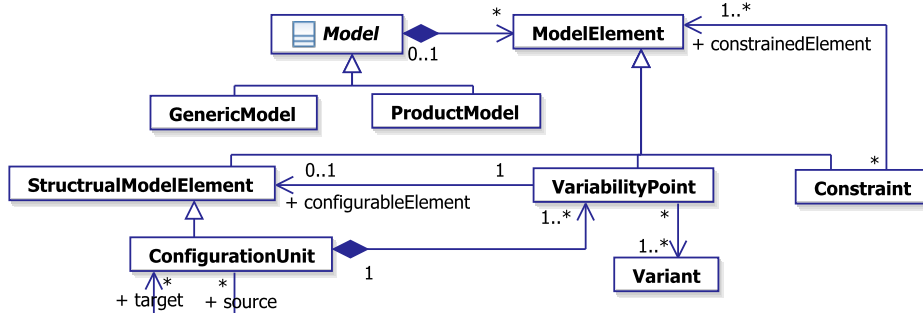 Model
*
ModelElement
1..*
0..1
+ constrainedElement
GenericModel
ProductModel
StructrualModelElement
0..1
1
VariabilityPoint
*
Constraint
+ configurableElement
1..*
*
ConfigurationUnit
1
1..*
Variant
*
*
+ target
+ source